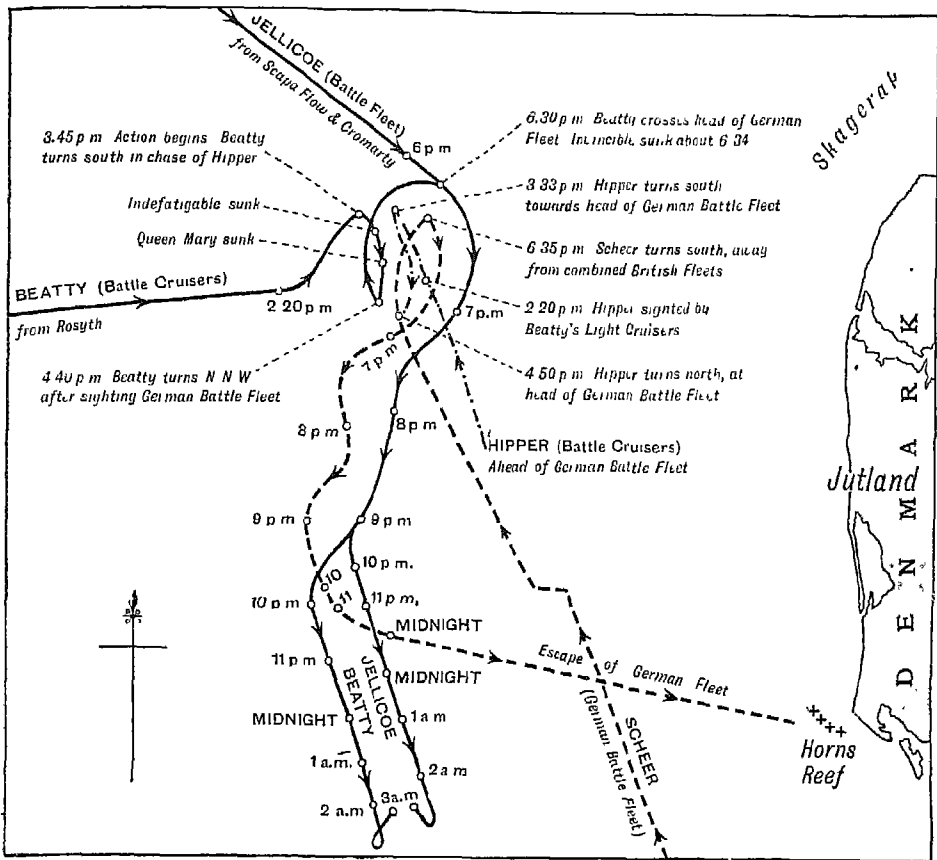 JELLICOE (Battle Fleet)
from Scapa Flow & Cromarty
Skagerap
6 p m
3.45 p m Action begins Beatty
turns south in chase of Hipper
6.30 p m Beatty crosses head of German
Fleet Invincible sunk about 6 34
3 33 p m Hipper turns south
towards head of German Battle Fleet
Indefatigable sunk
Queen Mary sunk
6.35 p m Scheer turns south, away
from combined British Fleets
BEATTY (Battle Cruisers)
from Rosyth
2 20 p m
2 20 p m Hipper sighted by
Beatty's Light Cruisers
7 p.m
7 p m
4 40 p m Beatty turns N N W
after sighting German Battle Fleet
4.50 p m Hipper turns north, at
head of German Battle Fleet
8 p m
8 p m
HIPPER (Battle Cruisers)
Ahead of German Battle Fleet
Jutland
DENMARK
9 p m
9 p m
10 p m.
10
11
10 p m
11 p m.
MIDNIGHT
Escape of German Fleet
11 p m
JELLICOE
BEATTY
MIDNIGHT
MIDNIGHT
1 a m
SCHEER
(German Battle Fleet)
Horns
Reef
1 a.m.
2 a m
3 a.m
2 a.m